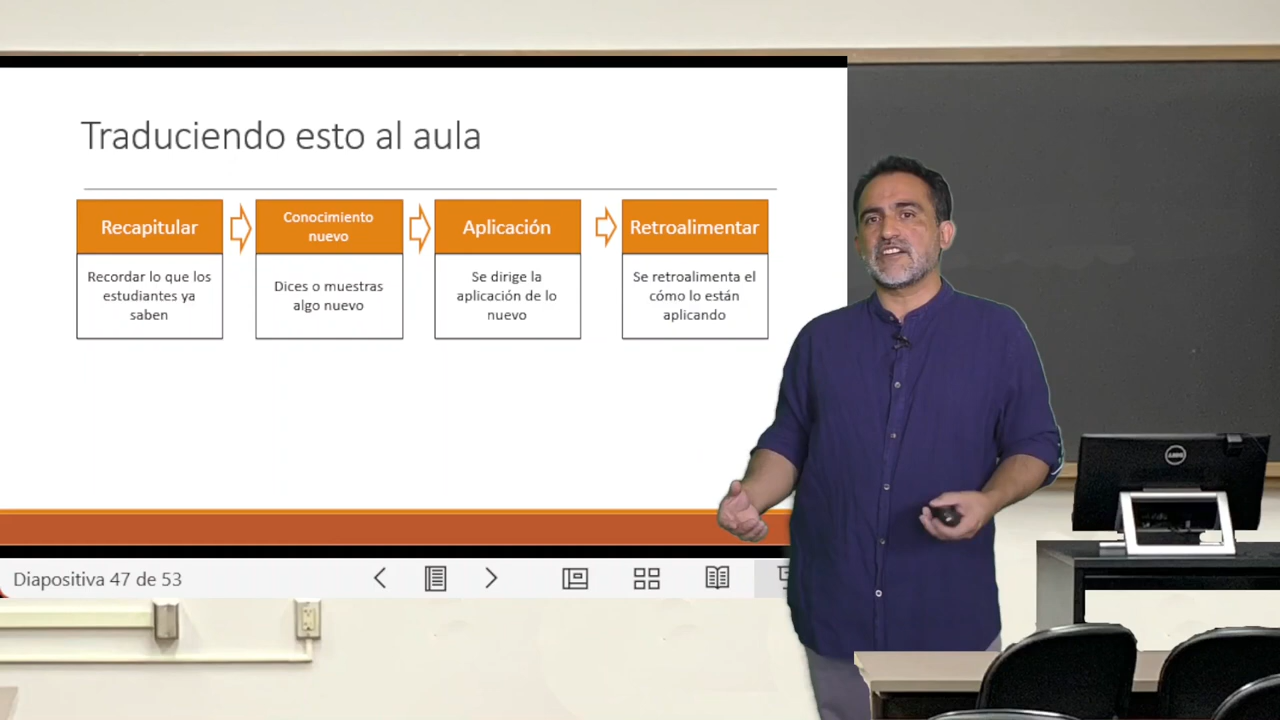 Traduciendo esto al aula
Recapitular
Recordar lo que los
estudiantes ya
saben
Conocimiento
nuevo
Dices o muestras
algo nuevo
Aplicación
Se dirige la
aplicación de lo
nuevo
Retroalimentar
Se retroalimenta el
cómo lo están
aplicando
Diapositiva 47 de 53
DELL